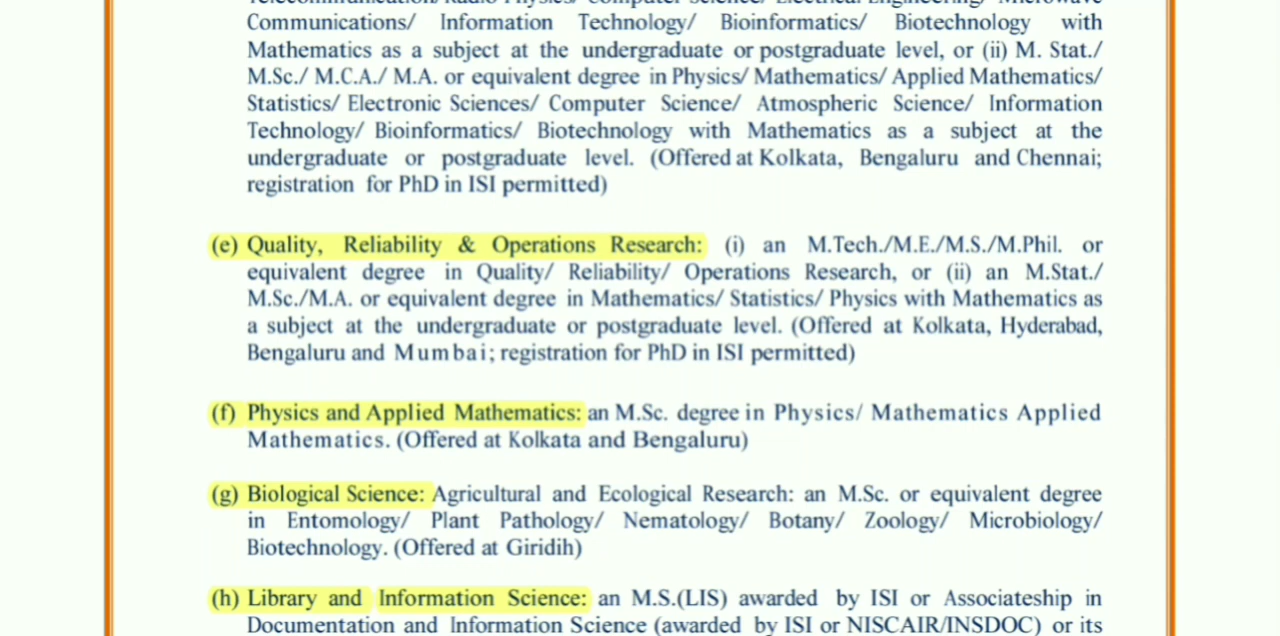 Communications/ Information Technology/ Bioinformatics/ Biotechnology with
Mathematics as a subject at the undergraduate or postgraduate level, or (ii) M. Stat./
M.Sc./ M.C.A./ M.A. or equivalent degree in Physics/ Mathematics/ Applied Mathematics/
Statistics/ Electronic Sciences/ Computer Science/ Atmospheric Science/ Information
Technology/ Bioinformatics/ Biotechnology with Mathematics as a subject at the
undergraduate or postgraduate level. (Offered at Kolkata, Bengaluru and Chennai;
registration for PhD in ISI permitted)
(e) Quality, Reliability & Operations Research: (i) an M.Tech./M.E./M.S./M.Phil. or
equivalent degree in Quality/ Reliability/ Operations Research, or (ii) an M.Stat./
M.Sc./M.A. or equivalent degree in Mathematics/ Statistics/ Physics with Mathematics as
a subject at the undergraduate or postgraduate level. (Offered at Kolkata, Hyderabad,
Bengaluru and Mumbai; registration for PhD in ISI permitted)
(f) Physics and Applied Mathematics: an M.Sc. degree in Physics/ Mathematics Applied
Mathematics. (Offered at Kolkata and Bengaluru)
(g) Biological Science: Agricultural and Ecological Research: an M.Sc. or equivalent degree
in Entomology/ Plant Pathology/ Nematology/ Botany/ Zoology/ Microbiology/
Biotechnology. (Offered at Giridih)
(h) Library and Information Science: an M.S.(LIS) awarded by ISI or Associateship in
Documentation and Information Science (awarded by ISI or NISCAIR/INSDOC) or its